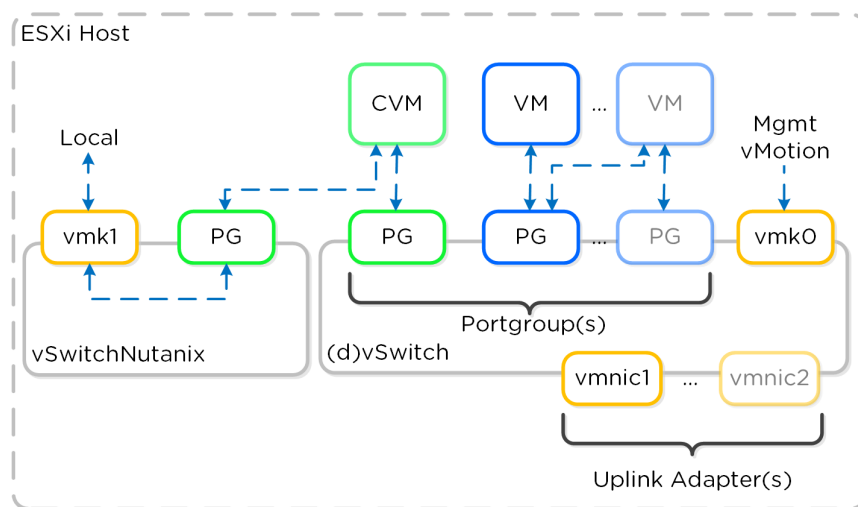 ESXi Host
CVM
VM
...
VM
Local
Mgmt
vMotion
vmk1
PG
PG
PG
...
PG
vmk0
Portgroup(s)
vSwitchNutanix
(d)vSwitch
vmnic1
...
vmnic2
Uplink Adapter(s)